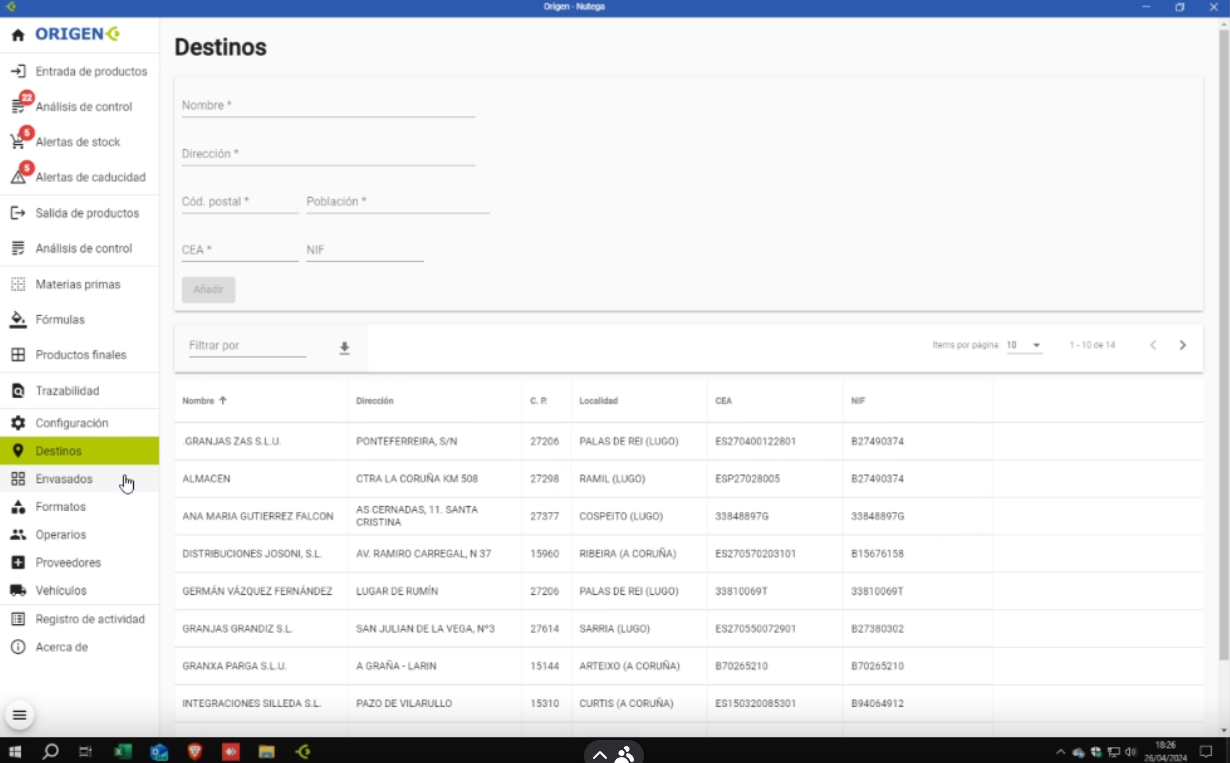 Origen - Nutega
ORIGEN
Destinos
Entrada de productos
22
Análisis de control
5
Alertas de stock
5
Alertas de caducidad
Salida de productos
Análisis de control
Materias primas
Fórmulas
Productos finales
Trazabilidad
Configuración
Destinos
Envasados
Formatos
Operarios
Proveedores
Vehículos
Registro de actividad
Acerca de
Nombre *
Dirección *
Cód. postal * Población *
CEA * NIF
Añadir
Filtrar por Items por página: 10 1 - 10 de 14
Nombre Dirección C. P. Localidad CEA NIF
.GRANJAS ZAS S.L.U. PONTEFERREIRA, S/N 27206 PALAS DE REI (LUGO) ES270400122801 B27490374
ALMACEN CTRA LA CORUÑA KM 508 27298 RAMIL (LUGO) ESP27028005 B27490374
ANA MARIA GUTIERREZ FALCON AS CERNADAS, 11. SANTA CRISTINA 27377 COSPEITO (LUGO) 33848897G 33848897G
DISTRIBUCIONES JOSONI, S.L. AV. RAMIRO CARREGAL, N 37 15960 RIBEIRA (A CORUÑA) ES270570203101 B15676158
GERMÁN VÁZQUEZ FERNÁNDEZ LUGAR DE RUMÍN 27206 PALAS DE REI (LUGO) 33810069T 33810069T
GRANJAS GRANDIZ S.L. SAN JULIAN DE LA VEGA, Nº3 27614 SARRIA (LUGO) ES270550072901 B27380302
GRANXA PARGA S.L.U. A GRAÑA - LARIN 15144 ARTEIXO (A CORUÑA) B70265210 B70265210
INTEGRACIONES SILLEDA S.L. PAZO DE VILARULLO 15310 CURTIS (A CORUÑA) ES150320085301 B94064912
18:26
26/04/2024